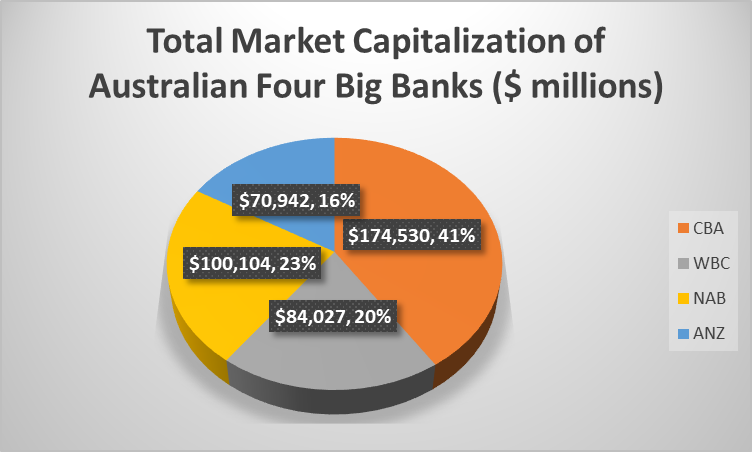 Total Market Capitalization of
Australian Four Big Banks ($ millions)
$70,942, 16%
$174,530, 41%
$100,104, 23%
$84,027, 20%
CBA
WBC
NAB
ANZ